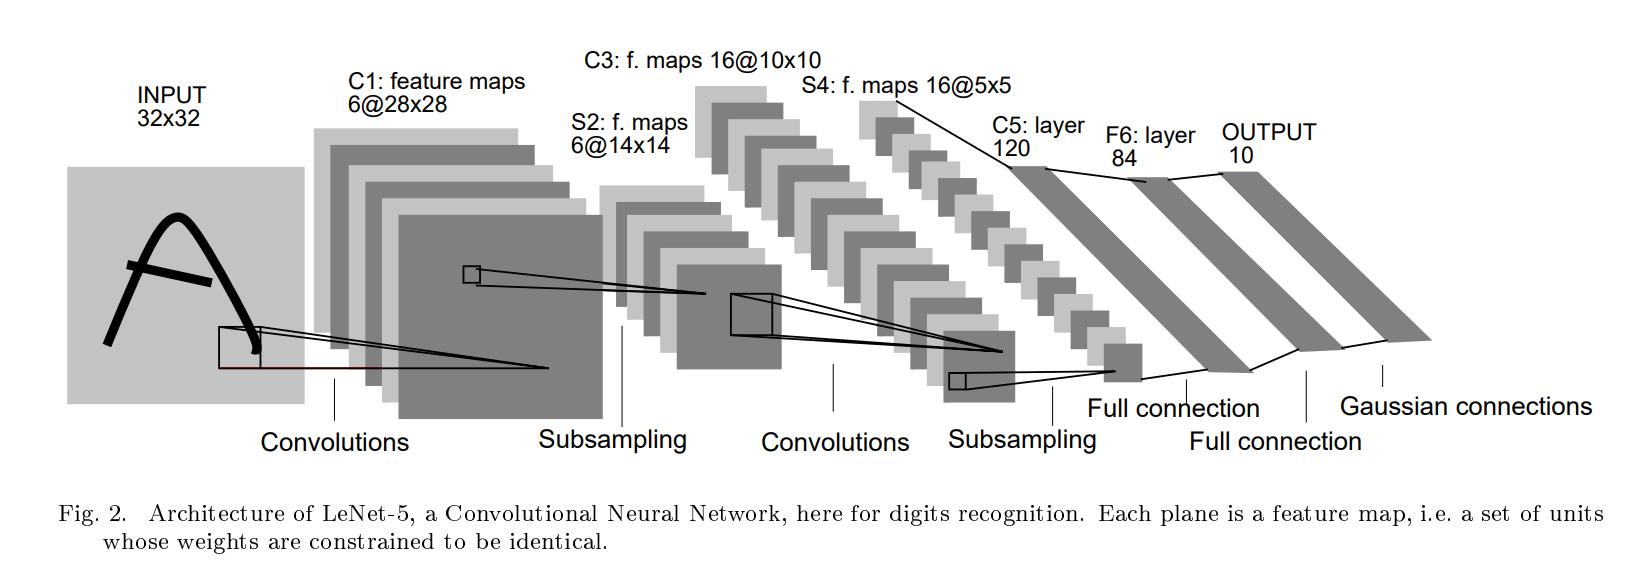 INPUT
32x32
C1: feature maps
6@28x28
S2: f. maps
6@14x14
C3: f. maps 16@10x10
S4: f. maps 16@5x5
C5: layer
120
F6: layer
84
OUTPUT
10
Convolutions
Subsampling
Convolutions
Subsampling
Full connection
Full connection
Gaussian connections
Fig. 2. Architecture of LeNet-5, a Convolutional Neural Network, here for digits recognition. Each plane is a feature map, i.e. a set of units
whose weights are constrained to be identical.